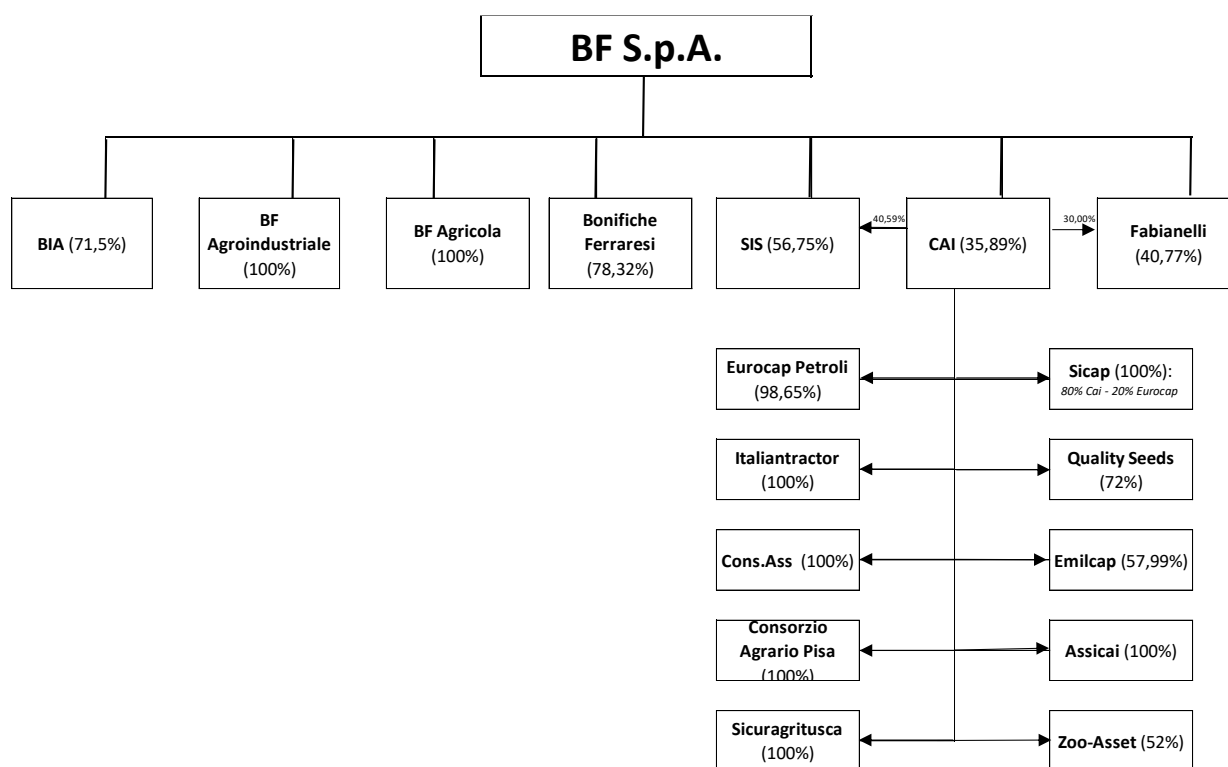 BF S.p.A.
BIA (71,5%)
BF
Agroindustriale
(100%)
BF Agricola
(100%)
Bonifiche
Ferraresi
(78,32%)
SIS (56,75%)
40,59%
CAI (35,89%)
30,00%
Fabianelli
(40,77%)
Eurocap Petroli
(98,65%)
Sicap (100%):
80% Cai - 20% Eurocap
Italiantractor
(100%)
Quality Seeds
(72%)
Cons.Ass (100%)
Emilcap (57,99%)
Consorzio
Agrario Pisa
(100%)
Assicai (100%)
Sicuragritusca
(100%)
Zoo-Asset (52%)